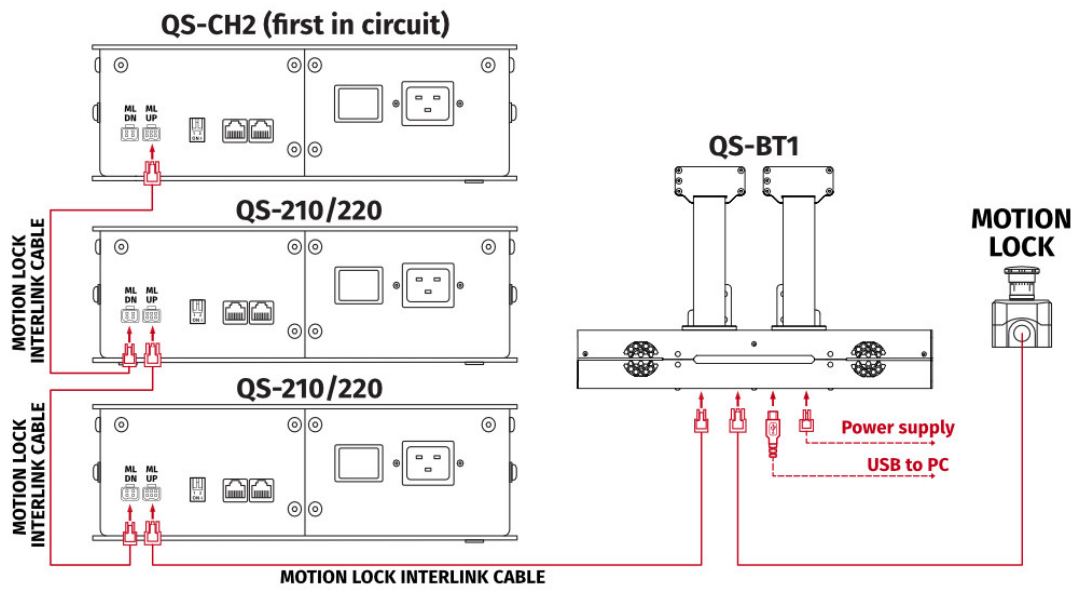 QS-CH2 (first in circuit)
ML
DN
ML
UP
ON
MOTION LOCK
INTERLINK CABLE
QS-210/220
ML
DN
ML
UP
ON
MOTION LOCK
INTERLINK CABLE
QS-210/220
ML
DN
ML
UP
ON
MOTION LOCK INTERLINK CABLE
QS-BT1
Power supply
USB to PC
MOTION
LOCK